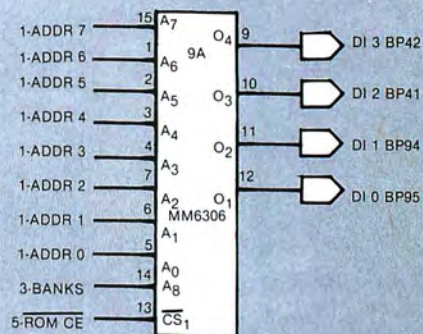 15 A7 9 DI 3 BP42
1-ADDR 7 9A O4
1-ADDR 6 1 A6
1-ADDR 5 2 A5 O3 10 DI 2 BP41
1-ADDR 4 3 A4 O2 11 DI 1 BP94
1-ADDR 3 4 A3
1-ADDR 2 7 A2 O1 12 DI 0 BP95
1-ADDR 1 6 A1 MM6306
1-ADDR 0 5 A0
3-BANKS 14 A8
5-ROM CE 13 CS1